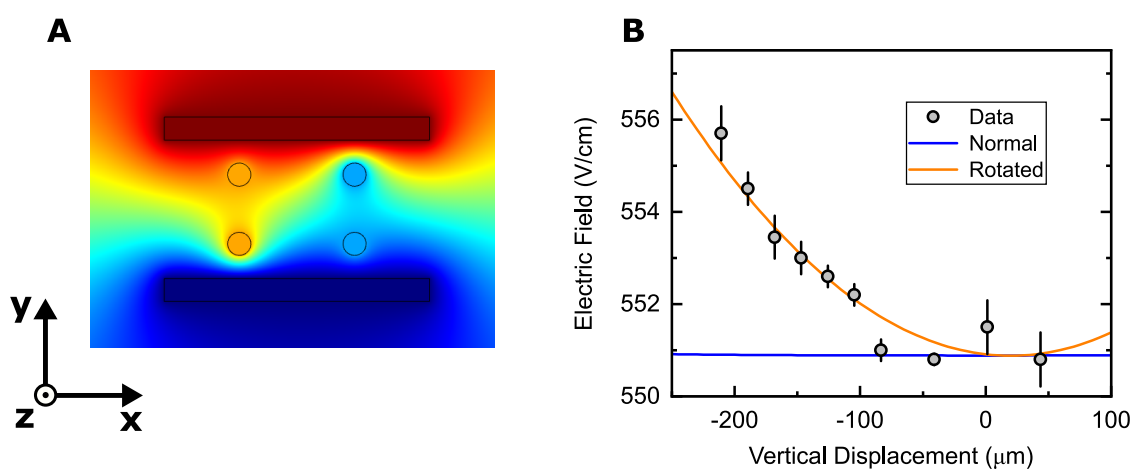 A
y
z
x
B
Electric Field (V/cm)
556
554
552
550
Data
Normal
Rotated
-200
-100
0
100
Vertical Displacement (μm)